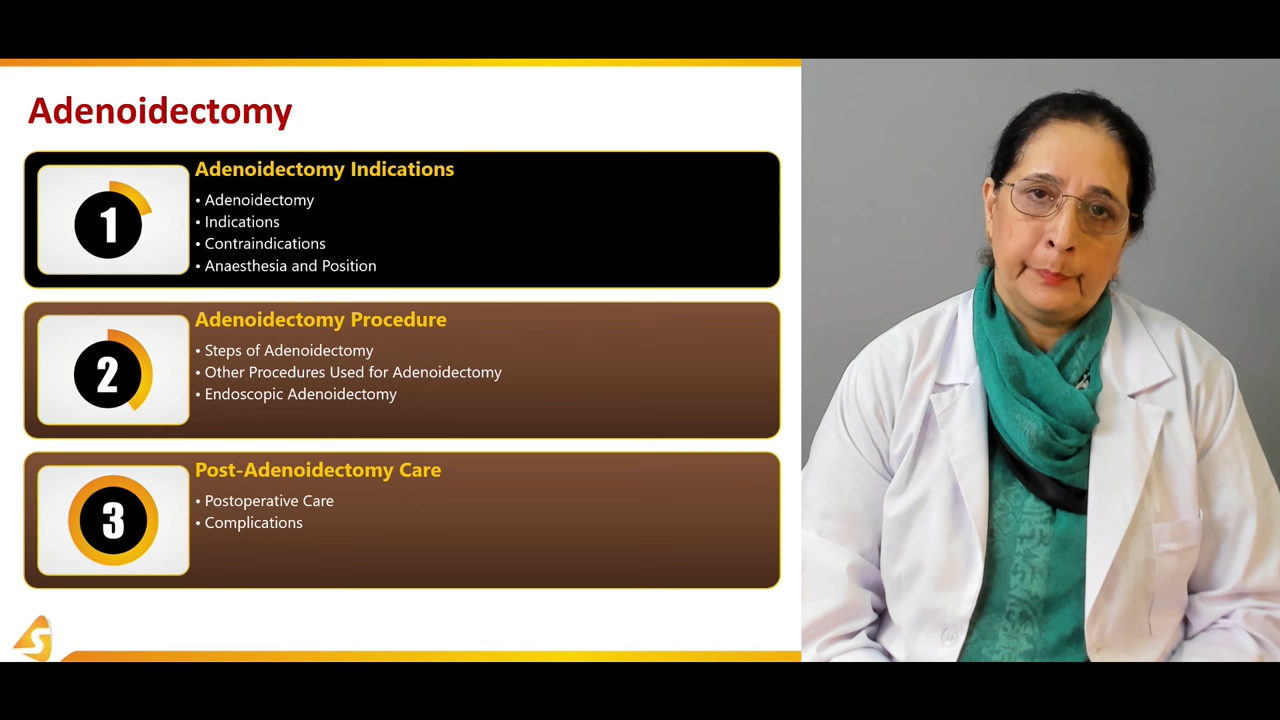 Adenoidectomy
1
Adenoidectomy Indications
• Adenoidectomy
• Indications
• Contraindications
• Anaesthesia and Position
2
Adenoidectomy Procedure
• Steps of Adenoidectomy
• Other Procedures Used for Adenoidectomy
• Endoscopic Adenoidectomy
3
Post-Adenoidectomy Care
• Postoperative Care
• Complications
S